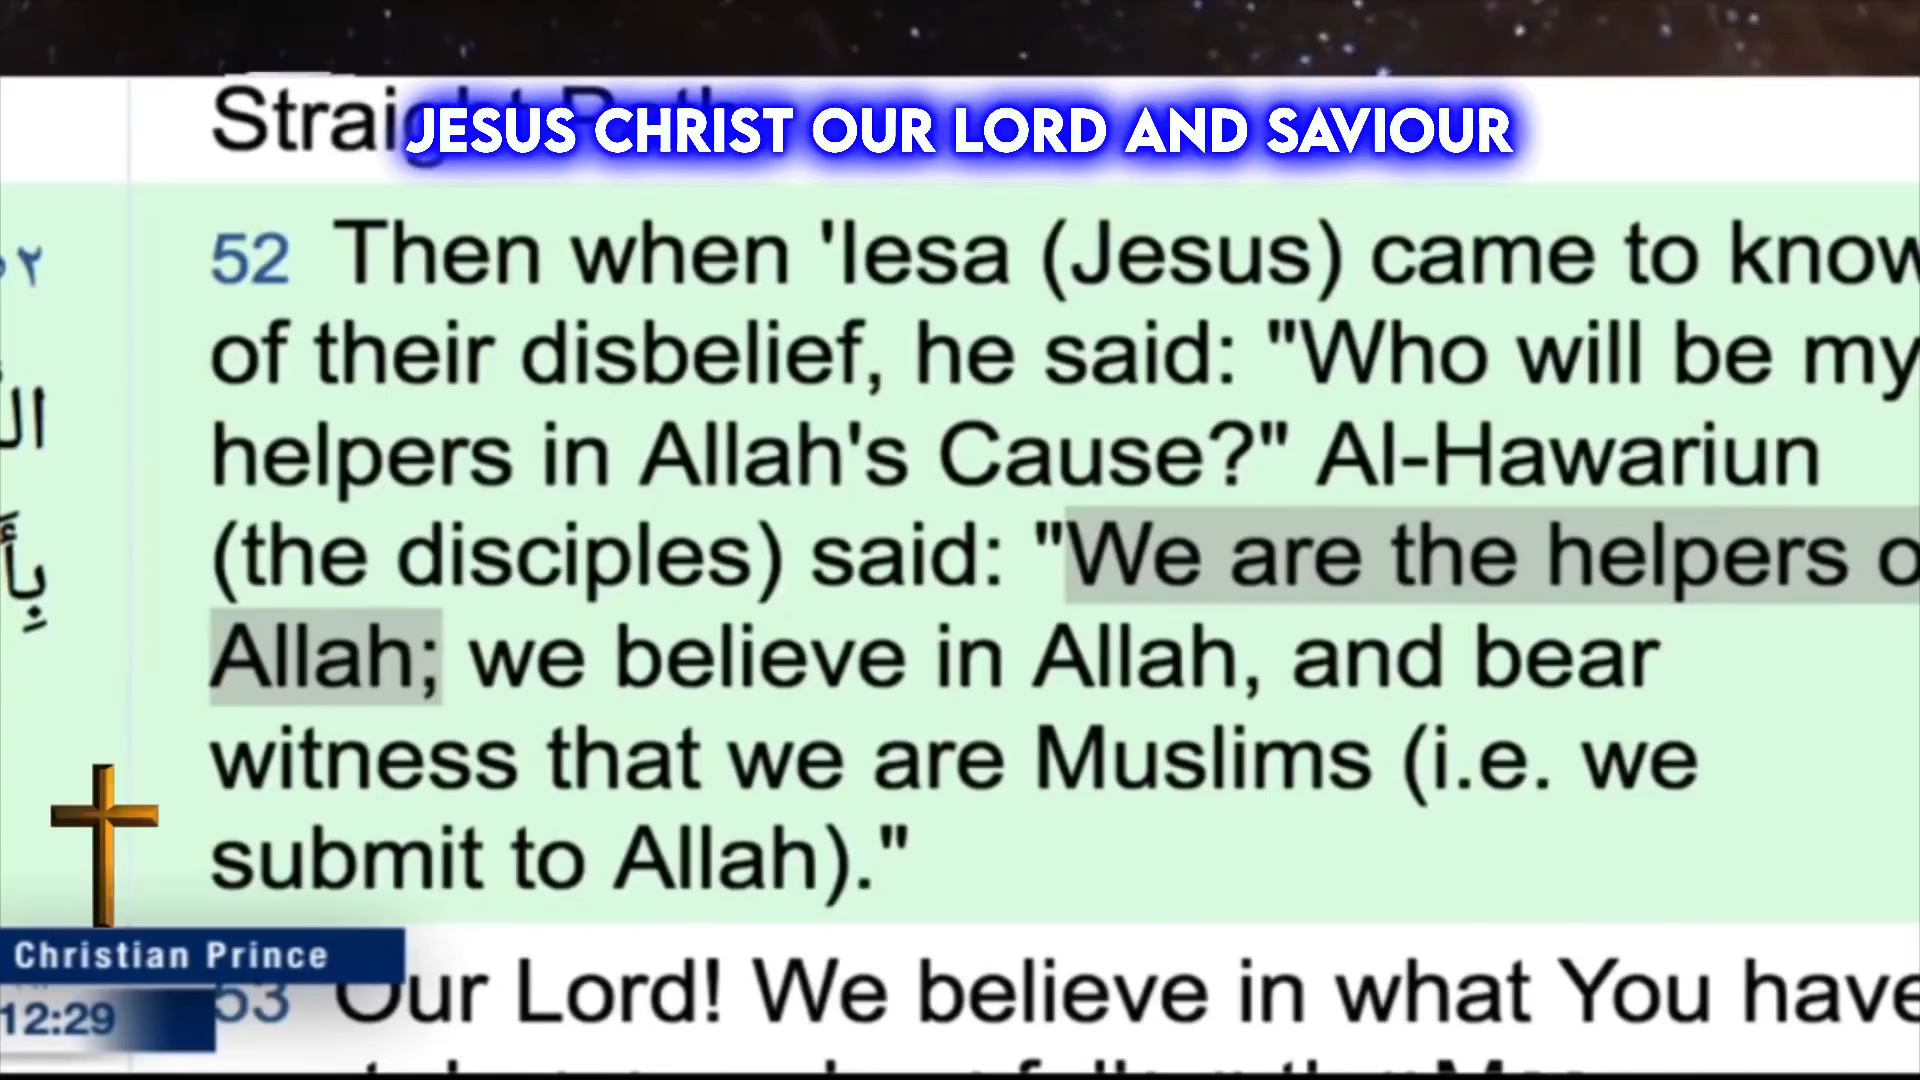 JESUS CHRIST OUR LORD AND SAVIOUR
52 Then when 'Iesa (Jesus) came to know
of their disbelief, he said: "Who will be my
helpers in Allah's Cause?" Al-Hawariun
(the disciples) said: "We are the helpers
Allah; we believe in Allah, and bear
witness that we are Muslims (i.e. we
submit to Allah)."
Christian Prince
53 Our Lord! We believe in what You have
12:29